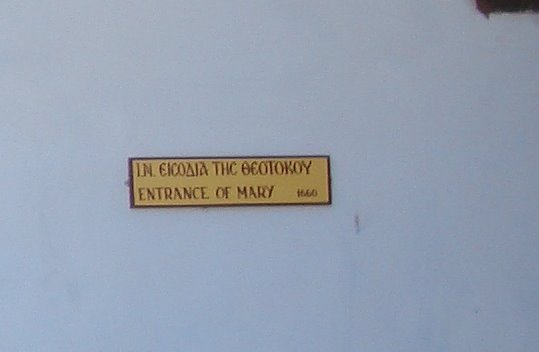 Ι.Ν. ΕΙCΟΔΙΑ ΤΗC ΘΕΟΤΟΚΟΥ
ENTRANCE OF MARY 1660